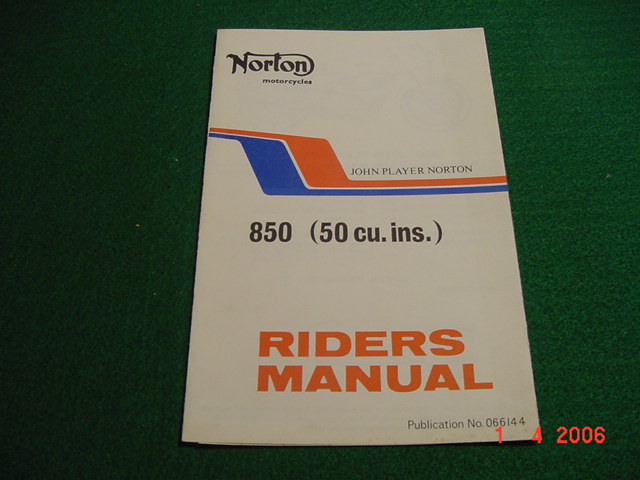 Norton
motorcycles
JOHN PLAYER NORTON
850 (50 cu. ins.)
RIDERS
MANUAL
Publication No. 066144
1 4 2006